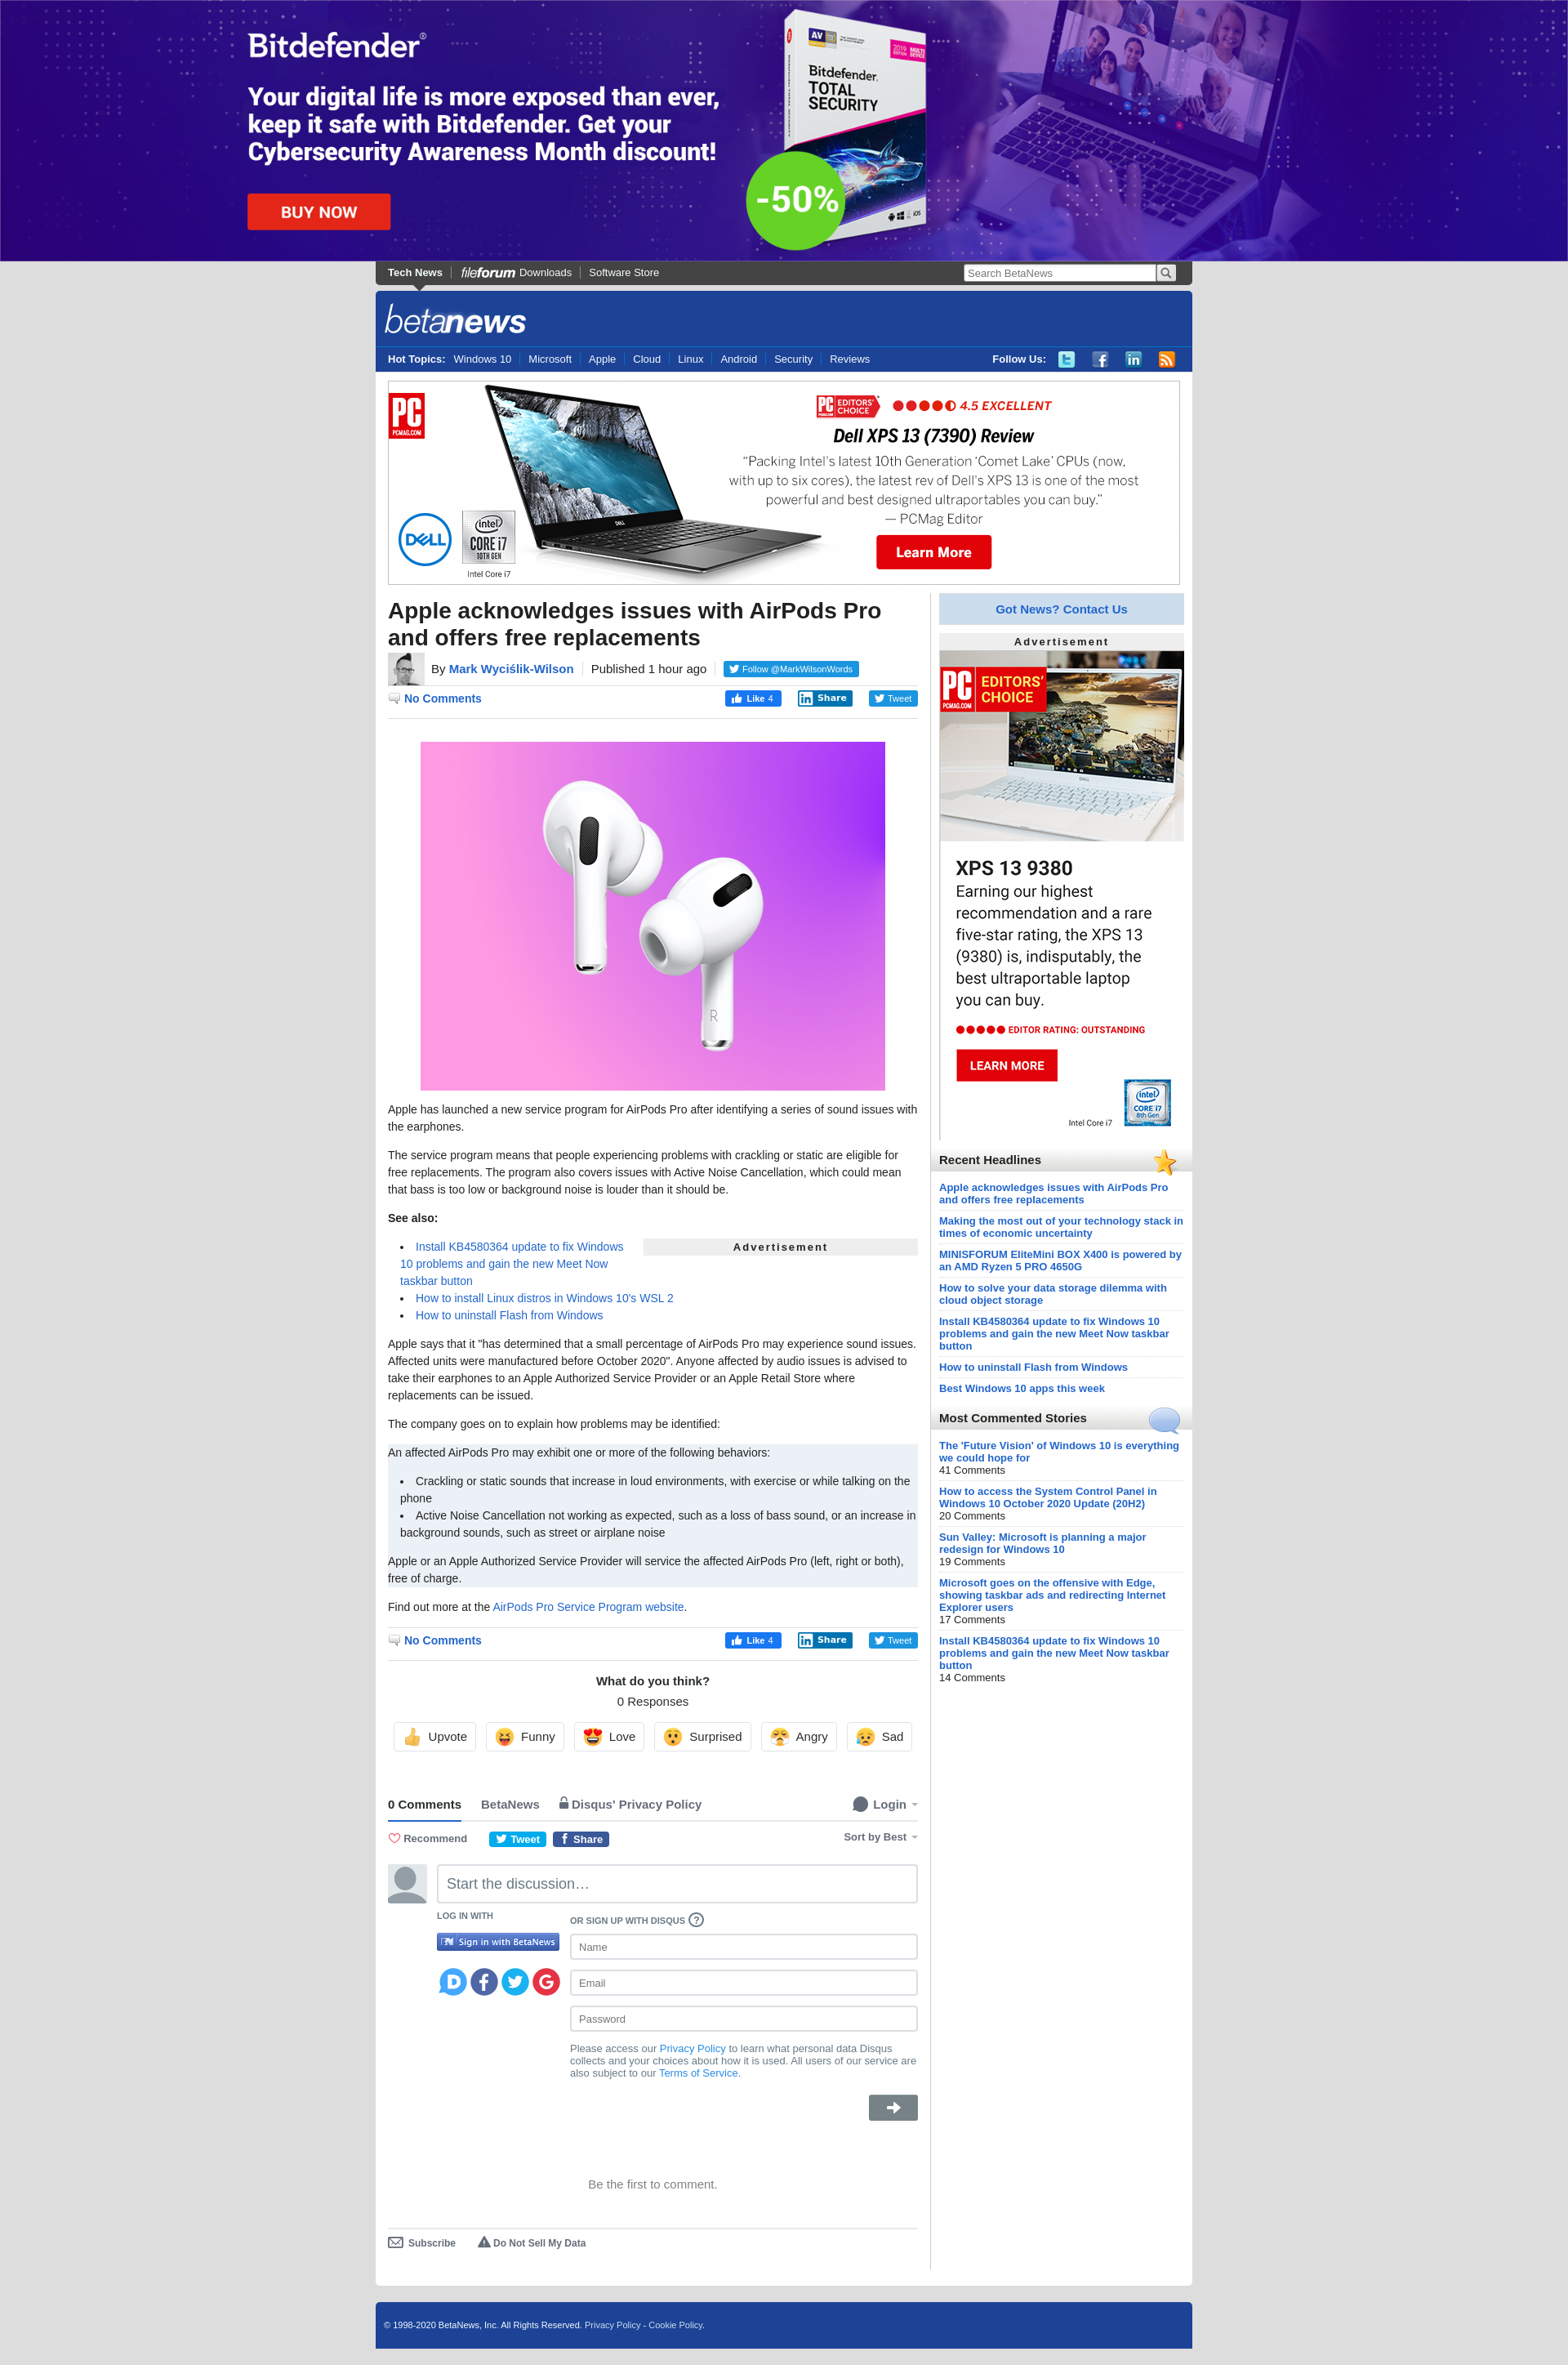 Bitdefender®
Your digital life is more exposed than ever,
keep it safe with Bitdefender. Get your
Cybersecurity Awareness Month discount!
BUY NOW
AV
2019
Bitdefender.
TOTAL
SECURITY
-50%
iOS
Tech News
fileforum Downloads
Software Store
Search BetaNews
betanews
Hot Topics: Windows 10 Microsoft Apple Cloud Linux Android Security Reviews
Follow Us:
PC
PCMAG.COM
DELL
intel
CORE i7
10TH GEN
Intel Core i7
DELL
PC EDITORS' CHOICE
4.5 EXCELLENT
Dell XPS 13 (7390) Review
“Packing Intel’s latest 10th Generation ‘Comet Lake’ CPUs (now,
with up to six cores), the latest rev of Dell's XPS 13 is one of the most
powerful and best designed ultraportables you can buy.”
— PCMag Editor
Learn More
Apple acknowledges issues with AirPods Pro
and offers free replacements
By Mark Wyciślik-Wilson
Published 1 hour ago
Follow @MarkWilsonWords
No Comments
Like 4
Share
Tweet
R
Apple has launched a new service program for AirPods Pro after identifying a series of sound issues with
the earphones.
The service program means that people experiencing problems with crackling or static are eligible for
free replacements. The program also covers issues with Active Noise Cancellation, which could mean
that bass is too low or background noise is louder than it should be.
See also:
Advertisement
• Install KB4580364 update to fix Windows
10 problems and gain the new Meet Now
taskbar button
• How to install Linux distros in Windows 10's WSL 2
• How to uninstall Flash from Windows
Apple says that it "has determined that a small percentage of AirPods Pro may experience sound issues.
Affected units were manufactured before October 2020". Anyone affected by audio issues is advised to
take their earphones to an Apple Authorized Service Provider or an Apple Retail Store where
replacements can be issued.
The company goes on to explain how problems may be identified:
An affected AirPods Pro may exhibit one or more of the following behaviors:
• Crackling or static sounds that increase in loud environments, with exercise or while talking on the
phone
• Active Noise Cancellation not working as expected, such as a loss of bass sound, or an increase in
background sounds, such as street or airplane noise
Apple or an Apple Authorized Service Provider will service the affected AirPods Pro (left, right or both),
free of charge.
Find out more at the AirPods Pro Service Program website.
No Comments
Like 4
Share
Tweet
What do you think?
0 Responses
Upvote
Funny
Love
Surprised
Angry
Sad
0 Comments
BetaNews
Disqus' Privacy Policy
Login
Recommend
Tweet
Share
Sort by Best
Start the discussion…
LOG IN WITH
Sign in with BetaNews
OR SIGN UP WITH DISQUS ?
Name
Email
Password
Please access our Privacy Policy to learn what personal data Disqus
collects and your choices about how it is used. All users of our service are
also subject to our Terms of Service.
Be the first to comment.
Subscribe
Do Not Sell My Data
Got News? Contact Us
Advertisement
PC
PCMAG.COM
EDITORS'
CHOICE
DELL
XPS 13 9380
Earning our highest
recommendation and a rare
five-star rating, the XPS 13
(9380) is, indisputably, the
best ultraportable laptop
you can buy.
EDITOR RATING: OUTSTANDING
LEARN MORE
Intel Core i7
intel
CORE i7
8th Gen
Recent Headlines
Apple acknowledges issues with AirPods Pro
and offers free replacements
Making the most out of your technology stack in
times of economic uncertainty
MINISFORUM EliteMini BOX X400 is powered by
an AMD Ryzen 5 PRO 4650G
How to solve your data storage dilemma with
cloud object storage
Install KB4580364 update to fix Windows 10
problems and gain the new Meet Now taskbar
button
How to uninstall Flash from Windows
Best Windows 10 apps this week
Most Commented Stories
The 'Future Vision' of Windows 10 is everything
we could hope for
41 Comments
How to access the System Control Panel in
Windows 10 October 2020 Update (20H2)
20 Comments
Sun Valley: Microsoft is planning a major
redesign for Windows 10
19 Comments
Microsoft goes on the offensive with Edge,
showing taskbar ads and redirecting Internet
Explorer users
17 Comments
Install KB4580364 update to fix Windows 10
problems and gain the new Meet Now taskbar
button
14 Comments
© 1998-2020 BetaNews, Inc. All Rights Reserved. Privacy Policy - Cookie Policy.